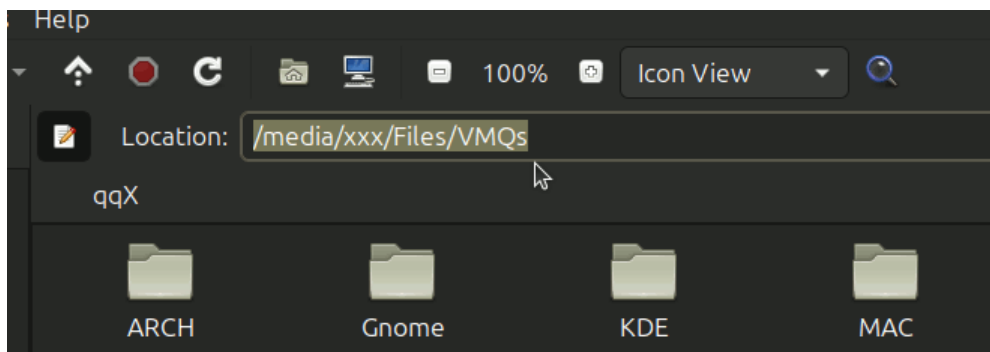 Help
100% Icon View
Location: /media/xxx/Files/VMQs
qqX
ARCH Gnome KDE MAC